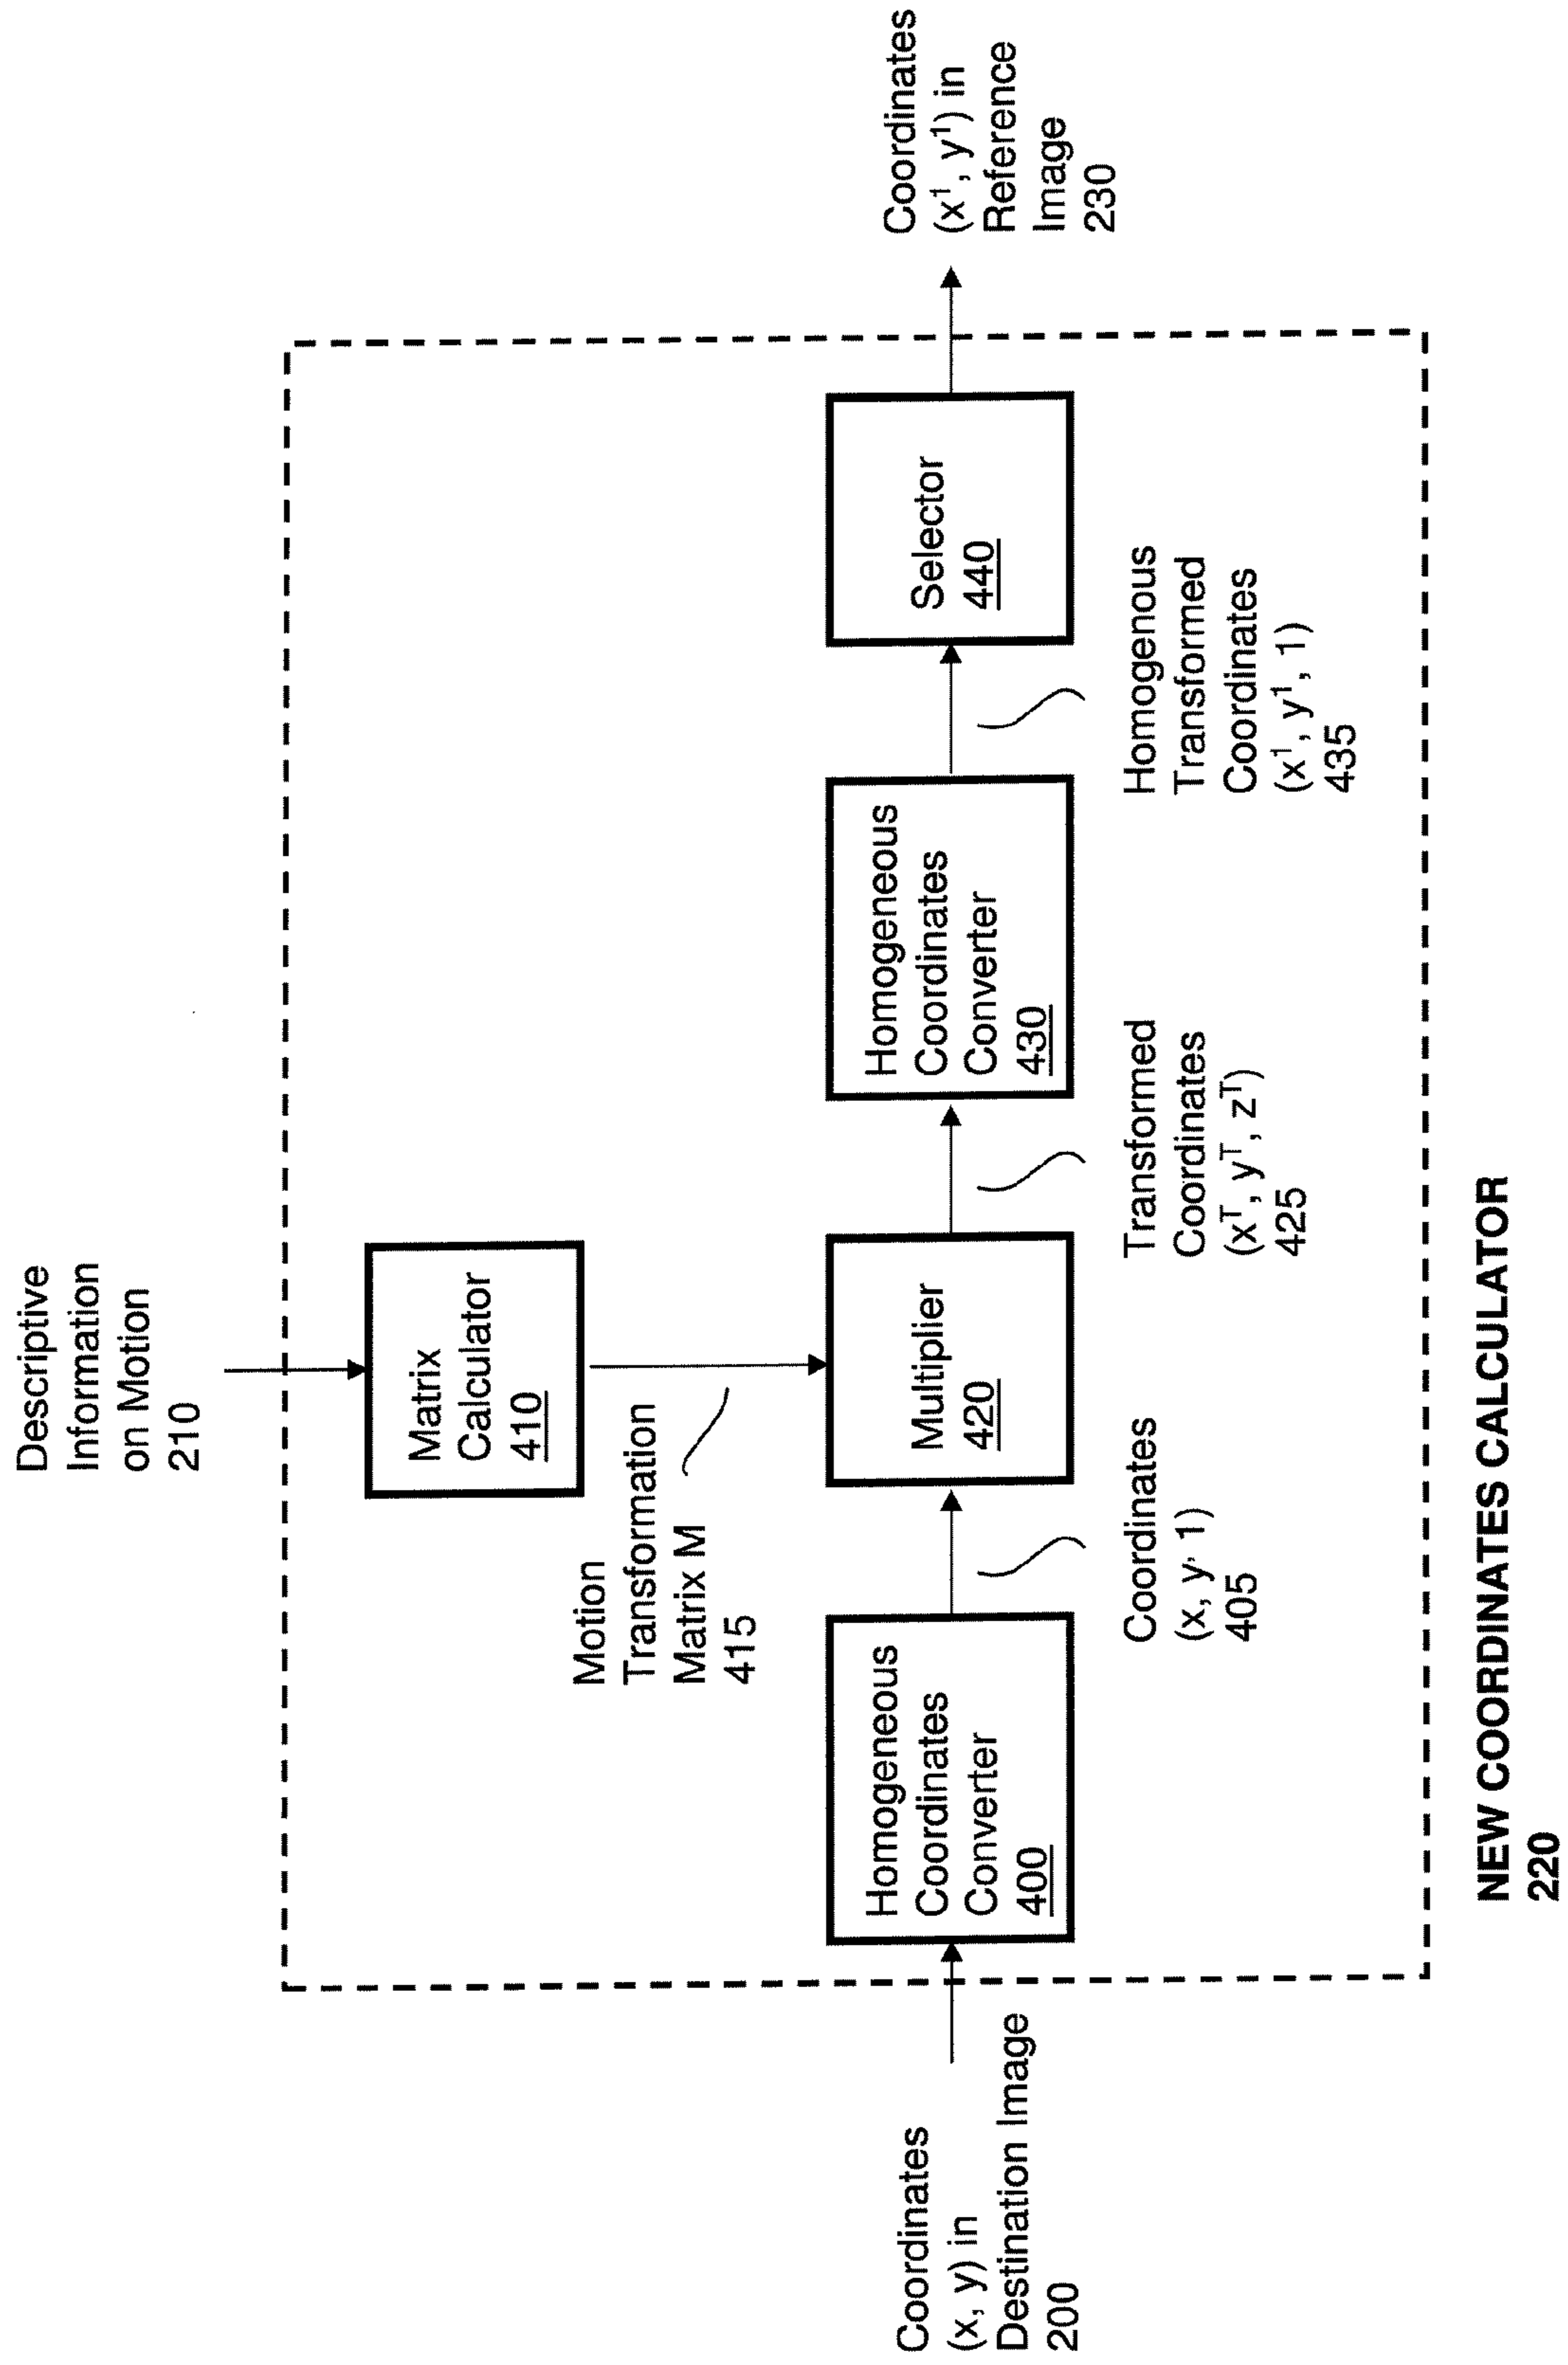 Descriptive
Information
on Motion
210
Matrix
Calculator
410
Motion
Transformation
Matrix M
415
Coordinates
(x, y) in
Destination Image
200
Homogeneous
Coordinates
Converter
400
Coordinates
(x, y, 1)
405
Multiplier
420
Transformed
Coordinates
(xᵀ, yᵀ, zᵀ)
425
Homogeneous
Coordinates
Converter
430
Homogenous
Transformed
Coordinates
(x¹, y¹, 1)
435
Selector
440
Coordinates
(x¹, y¹) in
Reference
Image
230
NEW COORDINATES CALCULATOR
220